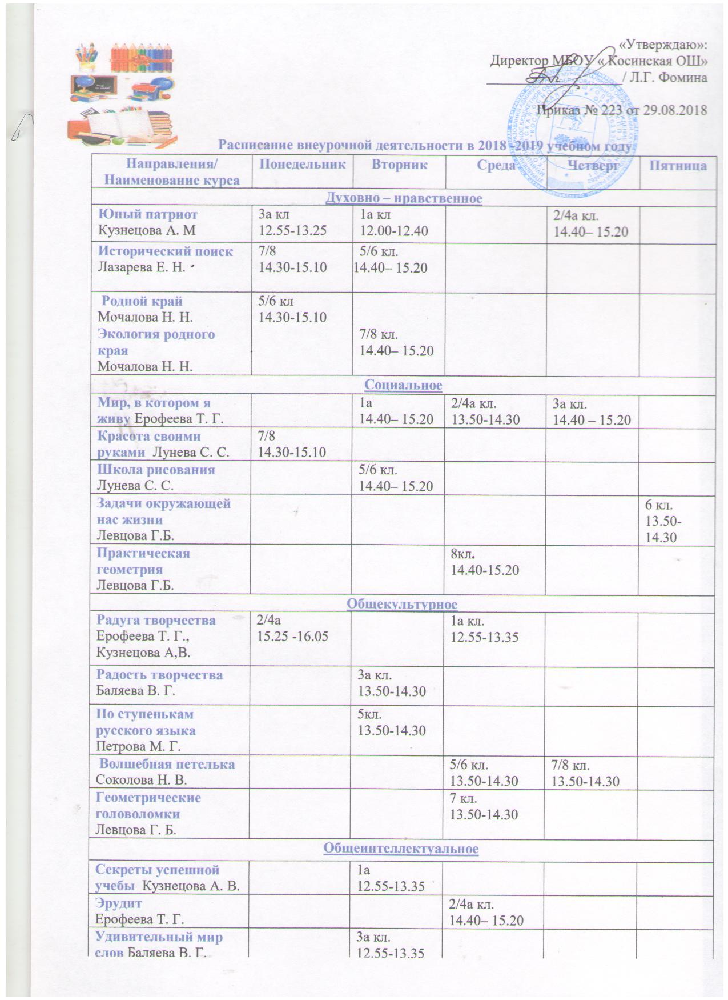 «Утверждаю»:
Директор МБОУ « Косинская ОШ»
/ Л.Г. Фомина
Приказ № 223 от 29.08.2018
Расписание внеурочной деятельности в 2018 -2019 учебном году
Направления/ Наименование курса Понедельник Вторник Среда Четверг Пятница
Духовно – нравственное
Юный патриот 3а кл 1а кл 2/4а кл.
Кузнецова А. М 12.55-13.25 12.00-12.40 14.40– 15.20
Исторический поиск 7/8 5/6 кл.
Лазарева Е. Н. 14.30-15.10 14.40– 15.20
Родной край 5/6 кл
Мочалова Н. Н. 14.30-15.10
Экология родного 7/8 кл.
края 14.40– 15.20
Мочалова Н. Н.
Социальное
Мир, в котором я 1а 2/4а кл. 3а кл.
живу Ерофеева Т. Г. 14.40– 15.20 13.50-14.30 14.40 – 15.20
Красота своими 7/8
руками Лунева С. С. 14.30-15.10
Школа рисования 5/6 кл.
Лунева С. С. 14.40– 15.20
Задачи окружающей 6 кл.
нас жизни 13.50-
Левцова Г.Б. 14.30
Практическая 8кл.
геометрия 14.40-15.20
Левцова Г.Б.
Общекультурное
Радуга творчества 2/4а 1а кл.
Ерофеева Т. Г., 15.25 -16.05 12.55-13.35
Кузнецова А,В.
Радость творчества 3а кл.
Баляева В. Г. 13.50-14.30
По ступенькам 5кл.
русского языка 13.50-14.30
Петрова М. Г.
Волшебная петелька 5/6 кл. 7/8 кл.
Соколова Н. В. 13.50-14.30 13.50-14.30
Геометрические 7 кл.
головоломки 13.50-14.30
Левцова Г. Б.
Общеинтеллектуальное
Секреты успешной 1а
учебы Кузнецова А. В. 12.55-13.35
Эрудит 2/4а кл.
Ерофеева Т. Г. 14.40– 15.20
Удивительный мир 3а кл.
слов Баляева В. Г. 12.55-13.35